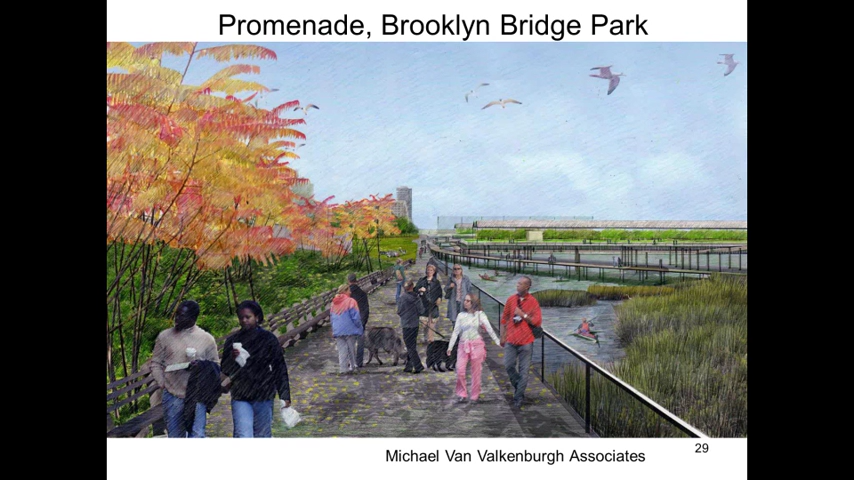 Promenade, Brooklyn Bridge Park
Michael Van Valkenburgh Associates
29